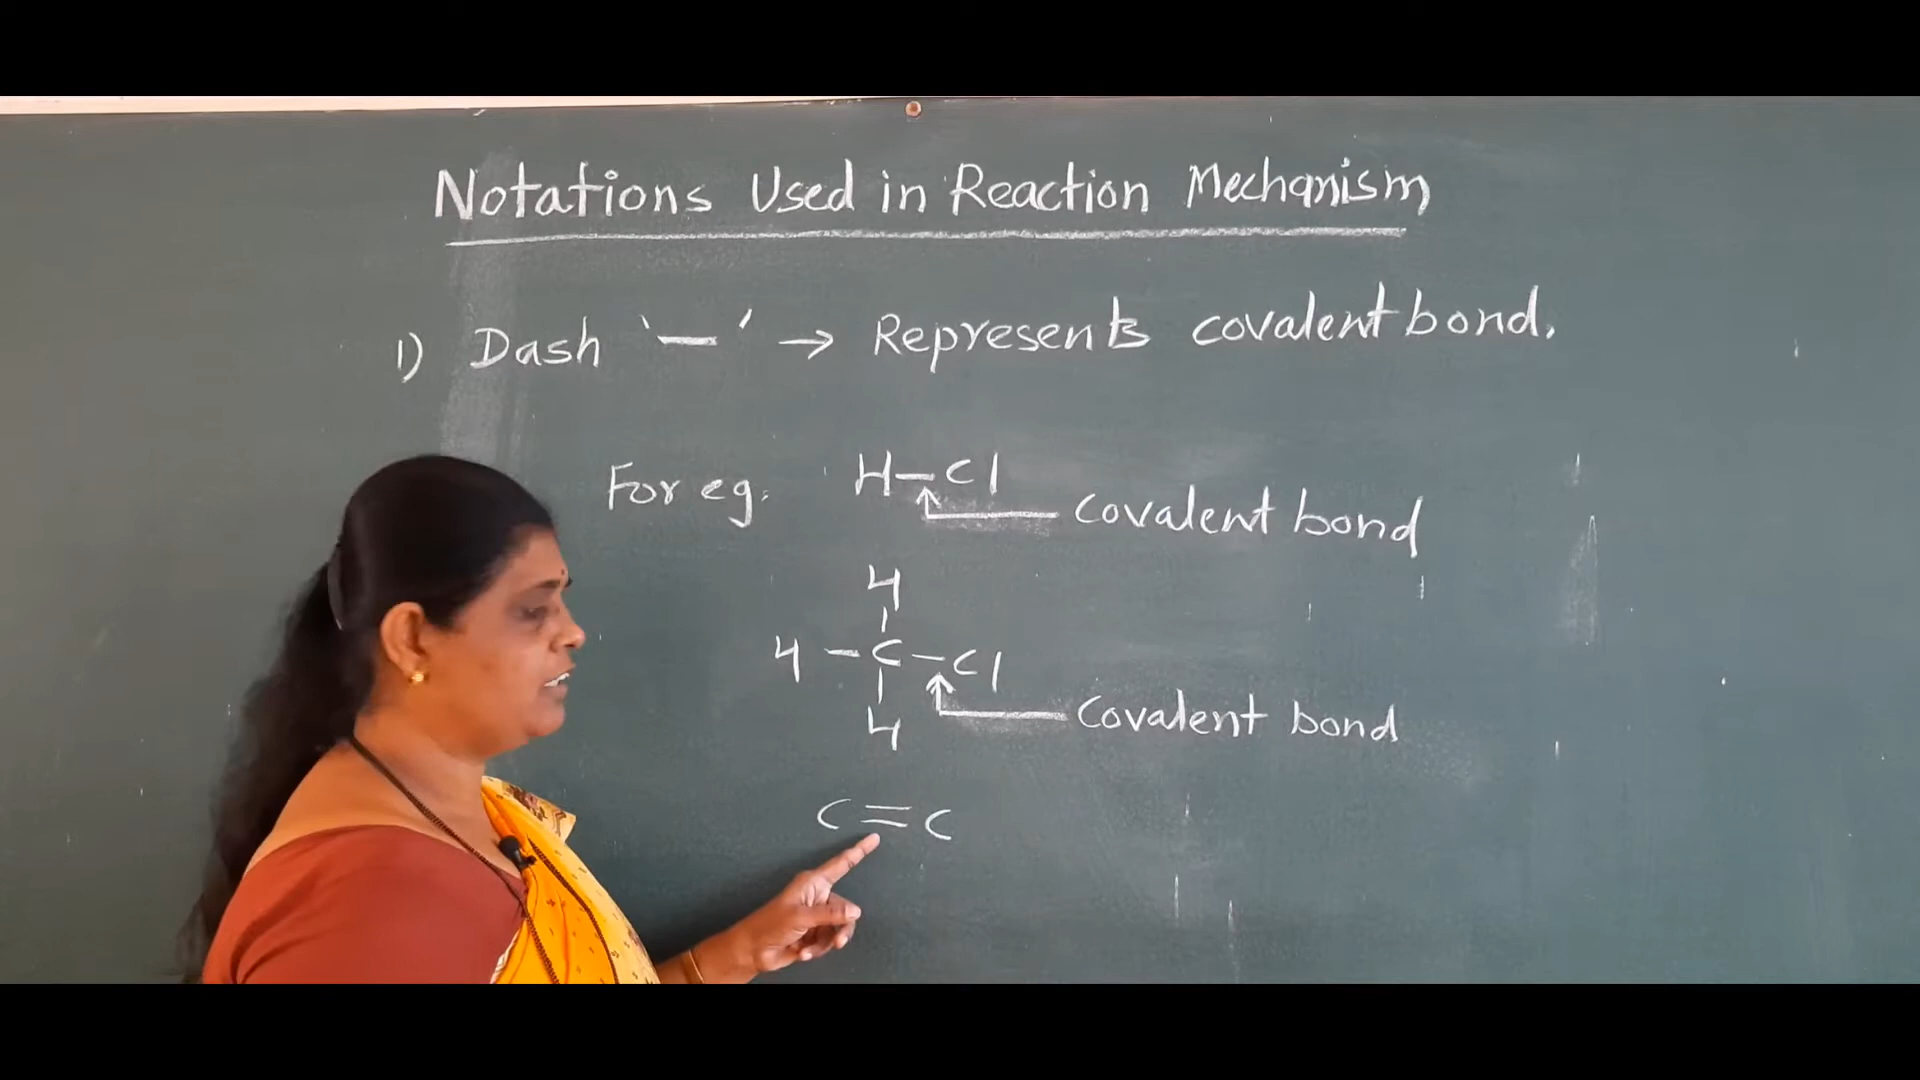 Notations Used in Reaction Mechanism
1) Dash '—' → Represents covalent bond.
For eg. H–Cl
covalent bond
H
|
H – C – Cl
|
H
covalent bond
C = C